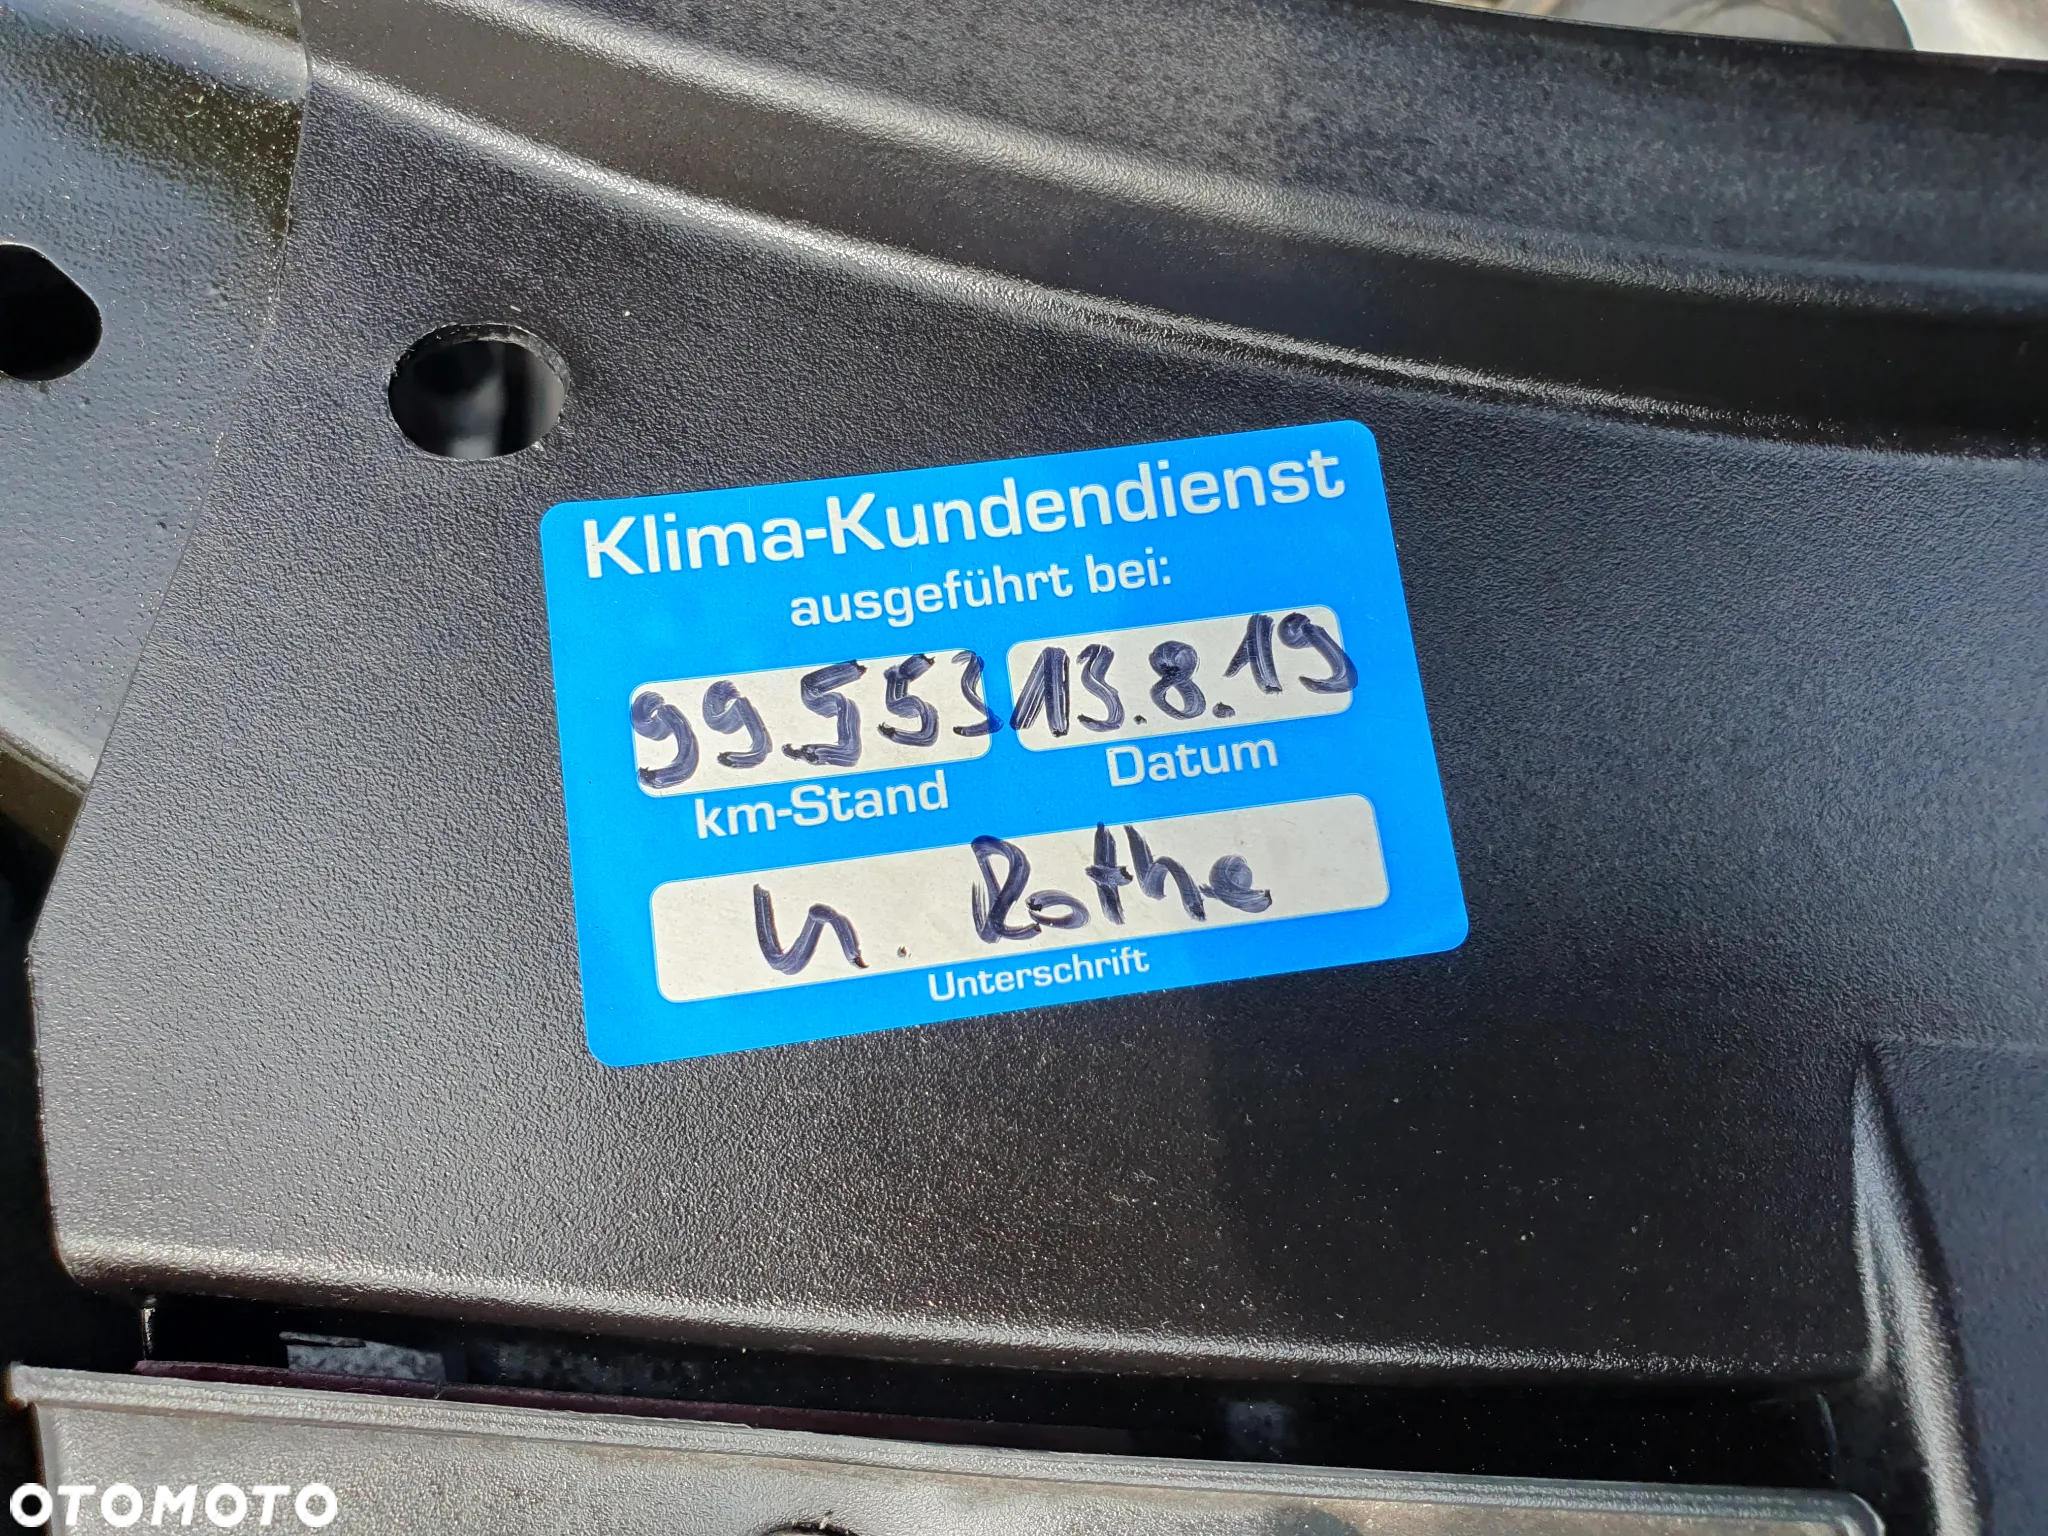 Klima-Kundendienst
ausgeführt bei:
99.553 13.8.19
km-Stand Datum
h. Rothe
Unterschrift
OTOMOTO